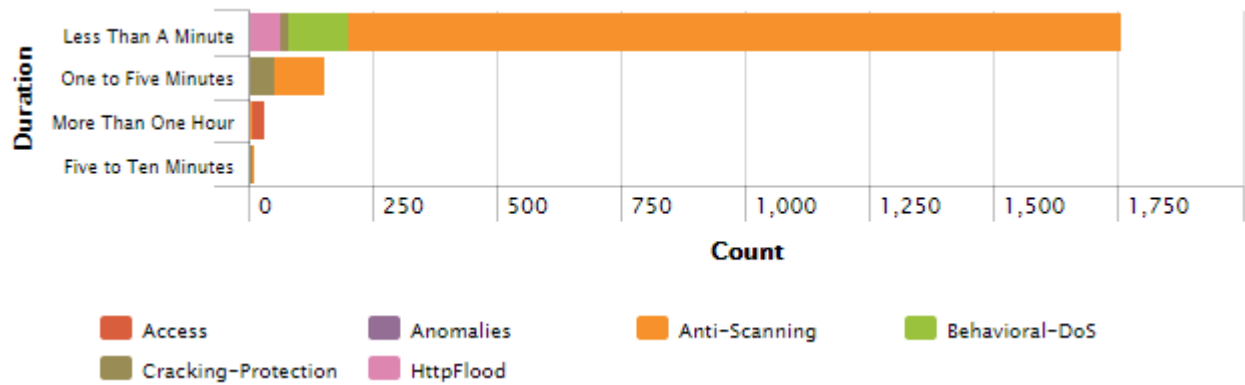 Duration
Less Than A Minute
One to Five Minutes
More Than One Hour
Five to Ten Minutes
0 250 500 750 1,000 1,250 1,500 1,750
Count
Access Anomalies Anti-Scanning Behavioral-DoS
Cracking-Protection HttpFlood